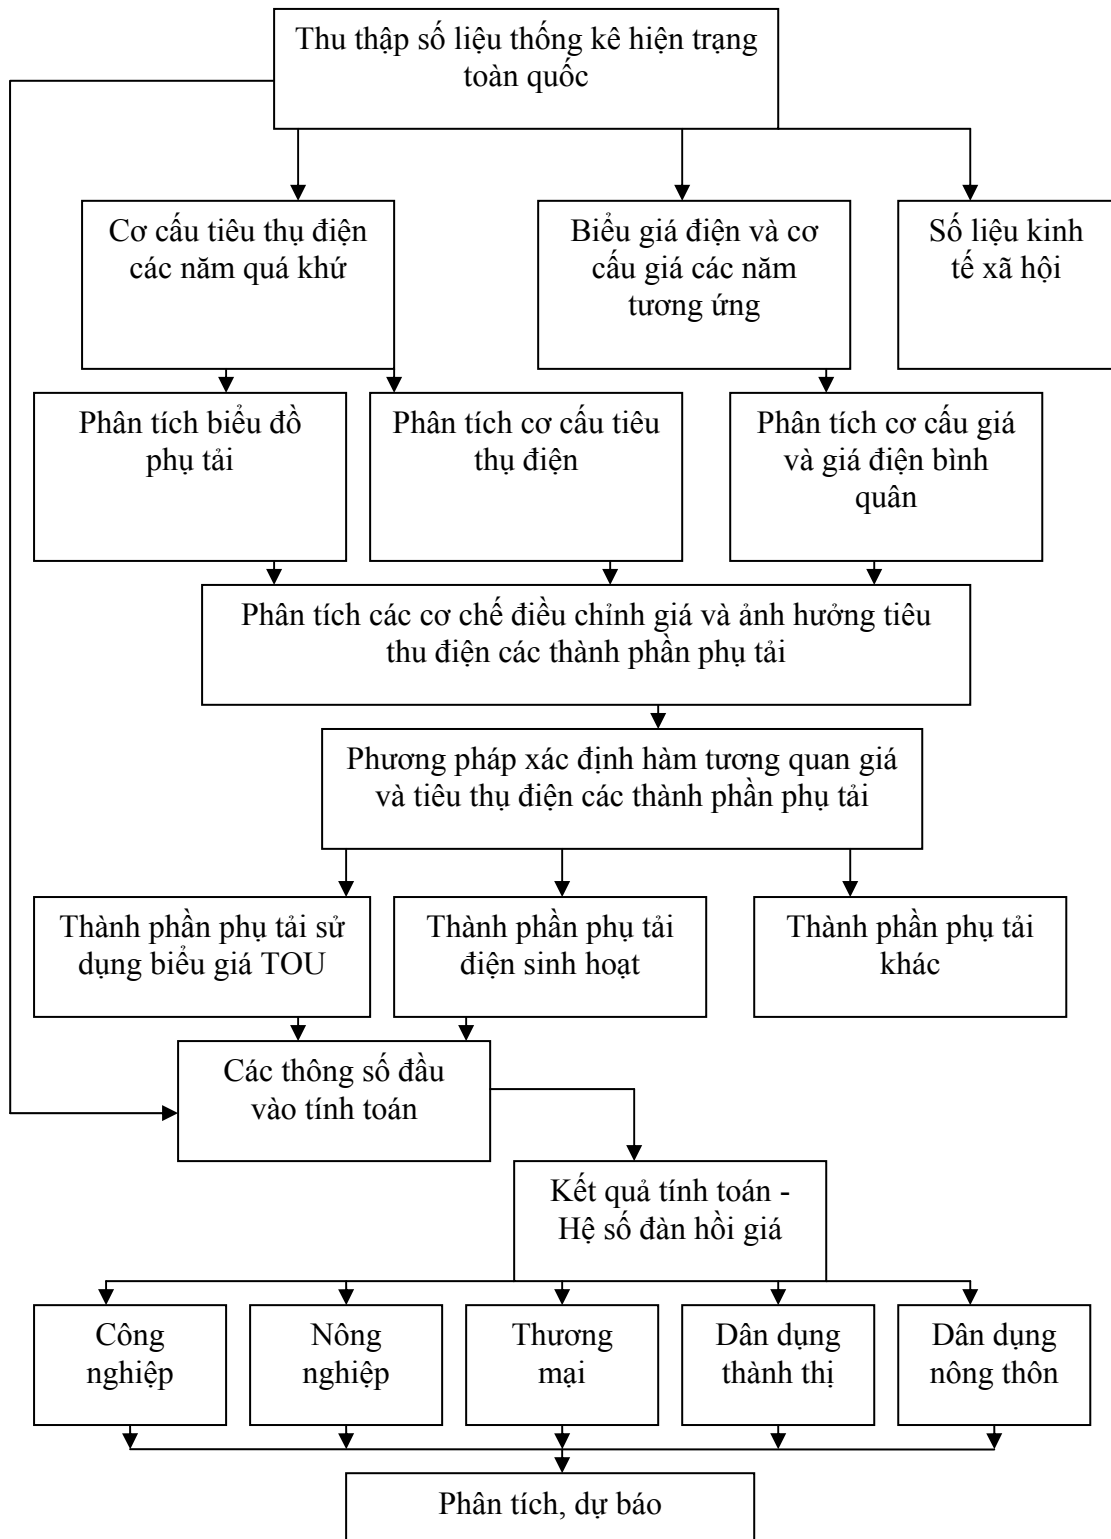 Thu thập số liệu thống kê hiện trạng
toàn quốc
Cơ cấu tiêu thụ điện
các năm quá khứ
Biểu giá điện và cơ
cấu giá các năm
tương ứng
Số liệu kinh
tế xã hội
Phân tích biểu đồ
phụ tải
Phân tích cơ cấu tiêu
thụ điện
Phân tích cơ cấu giá
và giá điện bình
quân
Phân tích các cơ chế điều chỉnh giá và ảnh hưởng tiêu
thu điện các thành phần phụ tải
Phương pháp xác định hàm tương quan giá
và tiêu thụ điện các thành phần phụ tải
Thành phần phụ tải sử
dụng biểu giá TOU
Thành phần phụ tải
điện sinh hoạt
Thành phần phụ tải
khác
Các thông số đầu
vào tính toán
Kết quả tính toán -
Hệ số đàn hồi giá
Công
nghiệp
Nông
nghiệp
Thương
mại
Dân dụng
thành thị
Dân dụng
nông thôn
Phân tích, dự báo